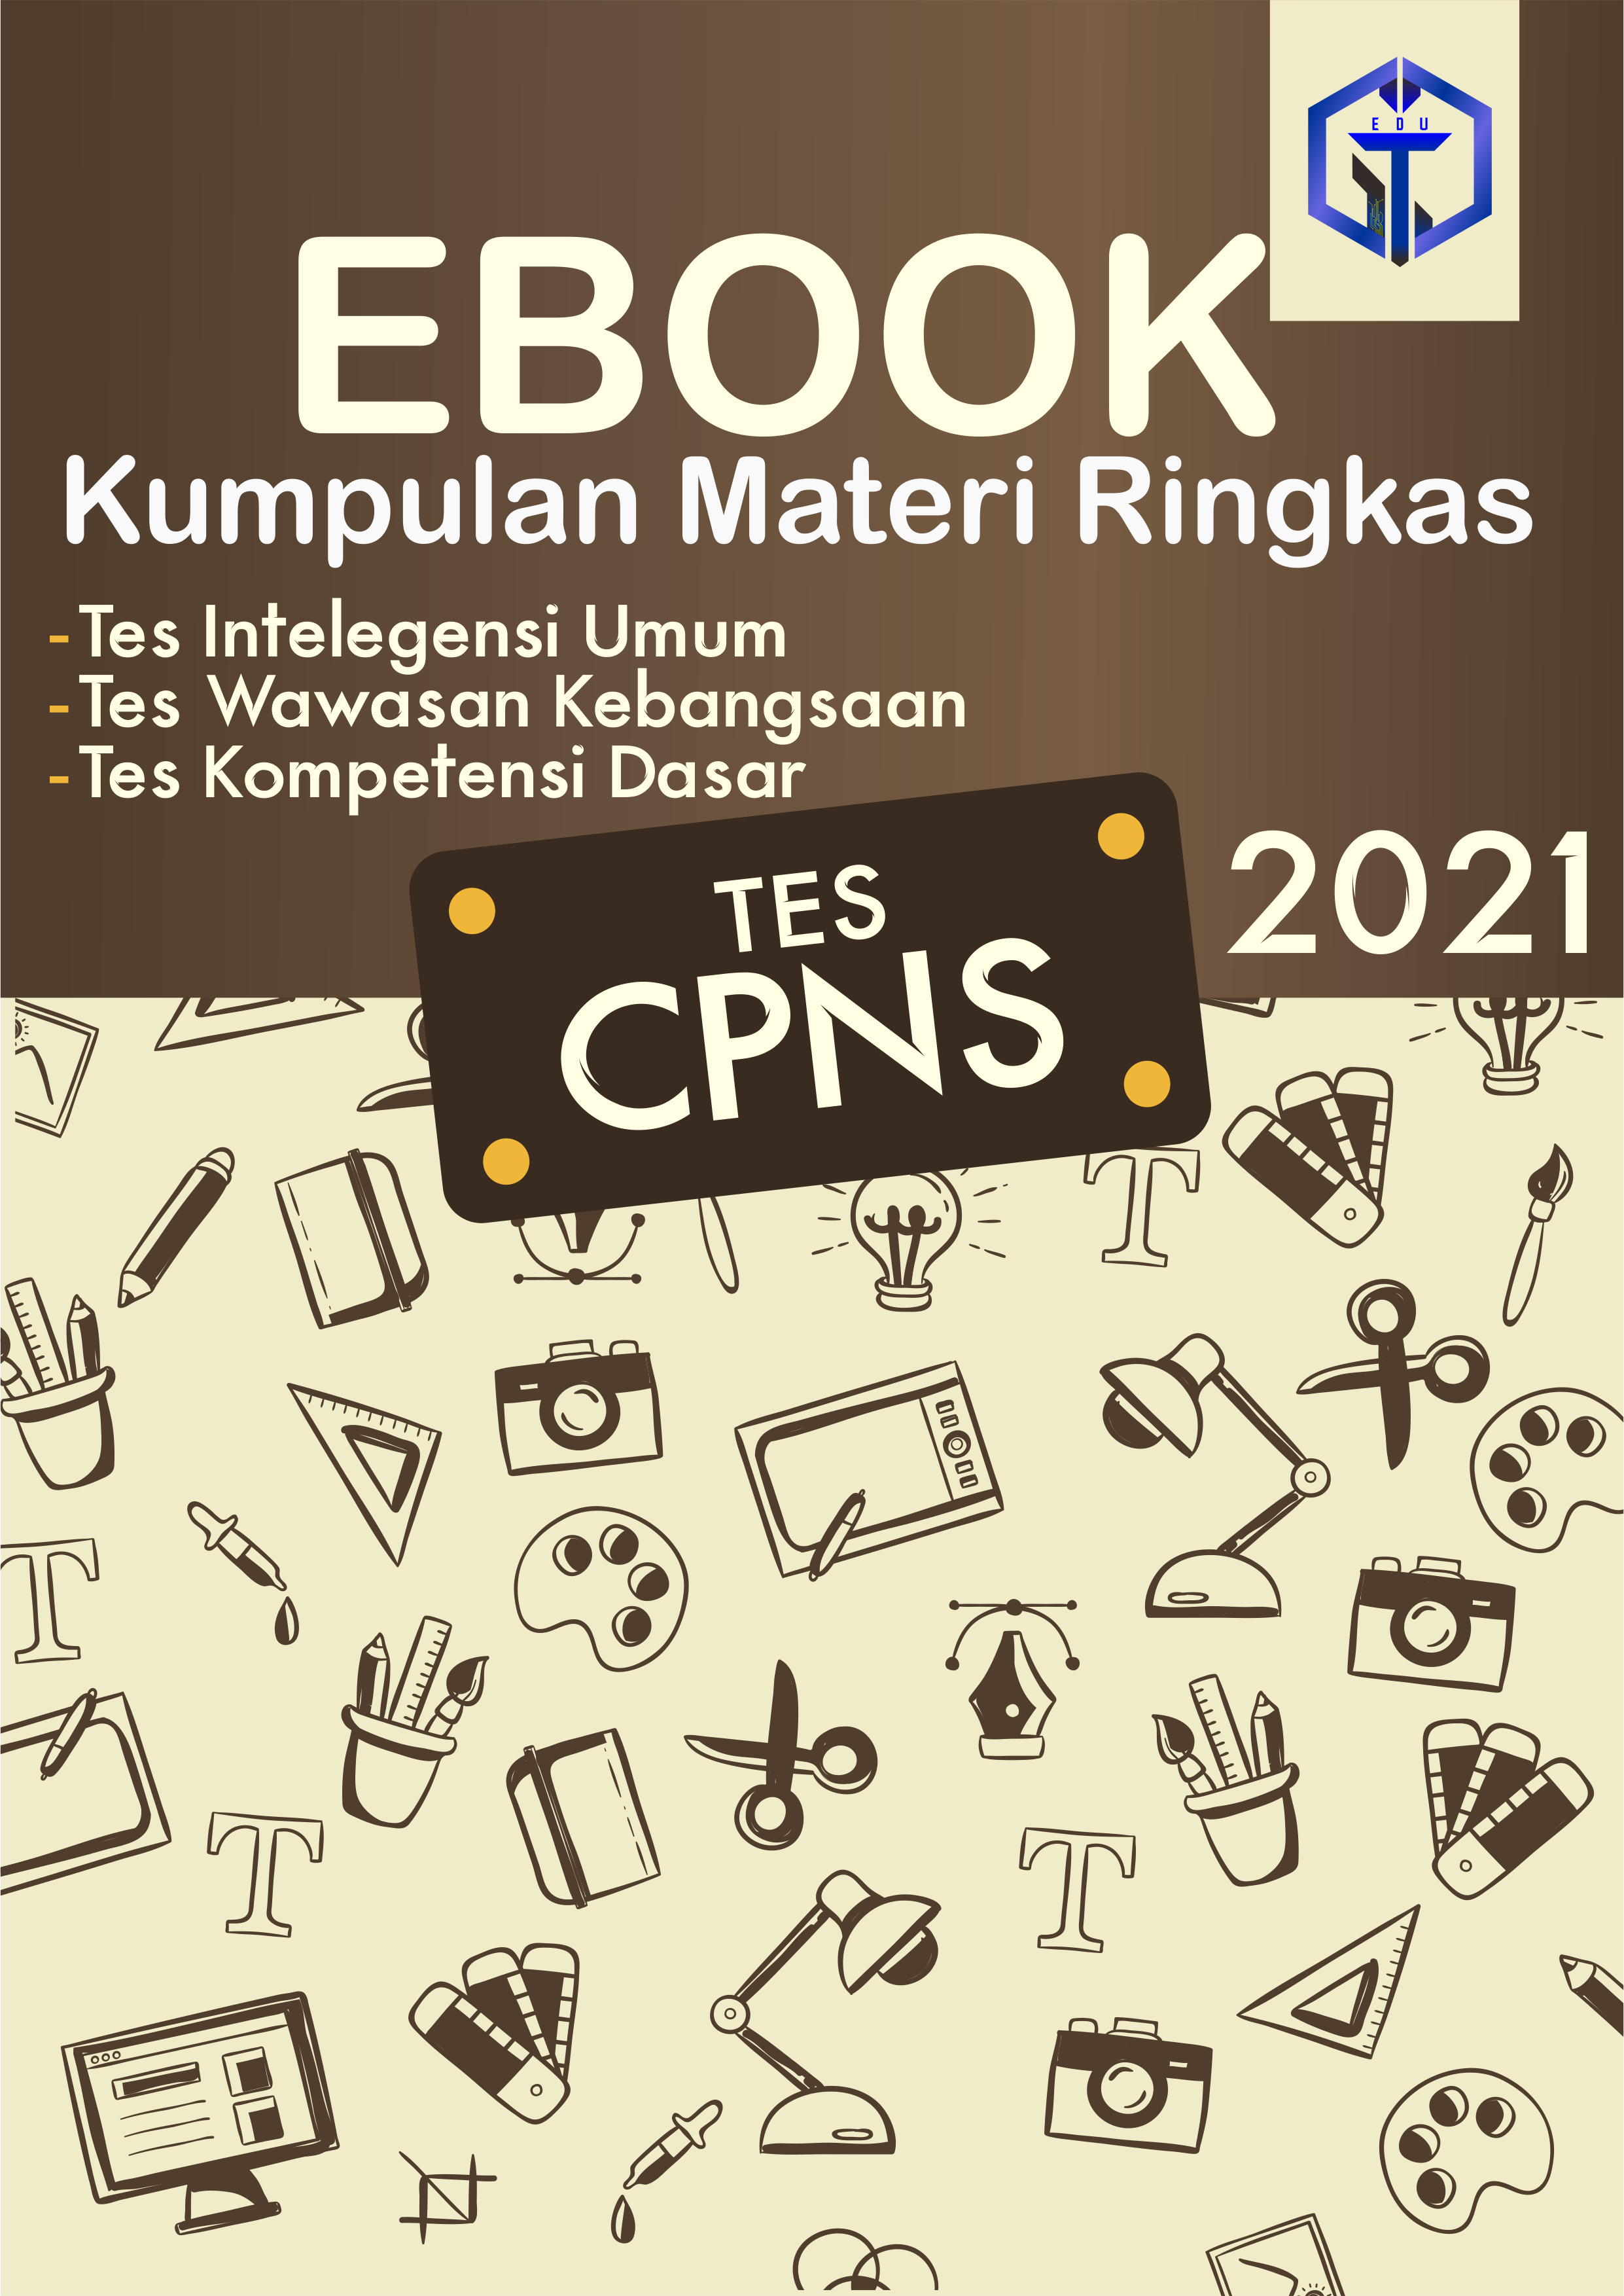 EDU
EBOOK
Kumpulan Materi Ringkas
-Tes Intelegensi Umum
-Tes Wawasan Kebangsaan
-Tes Kompetensi Dasar
TES
CPNS
2021